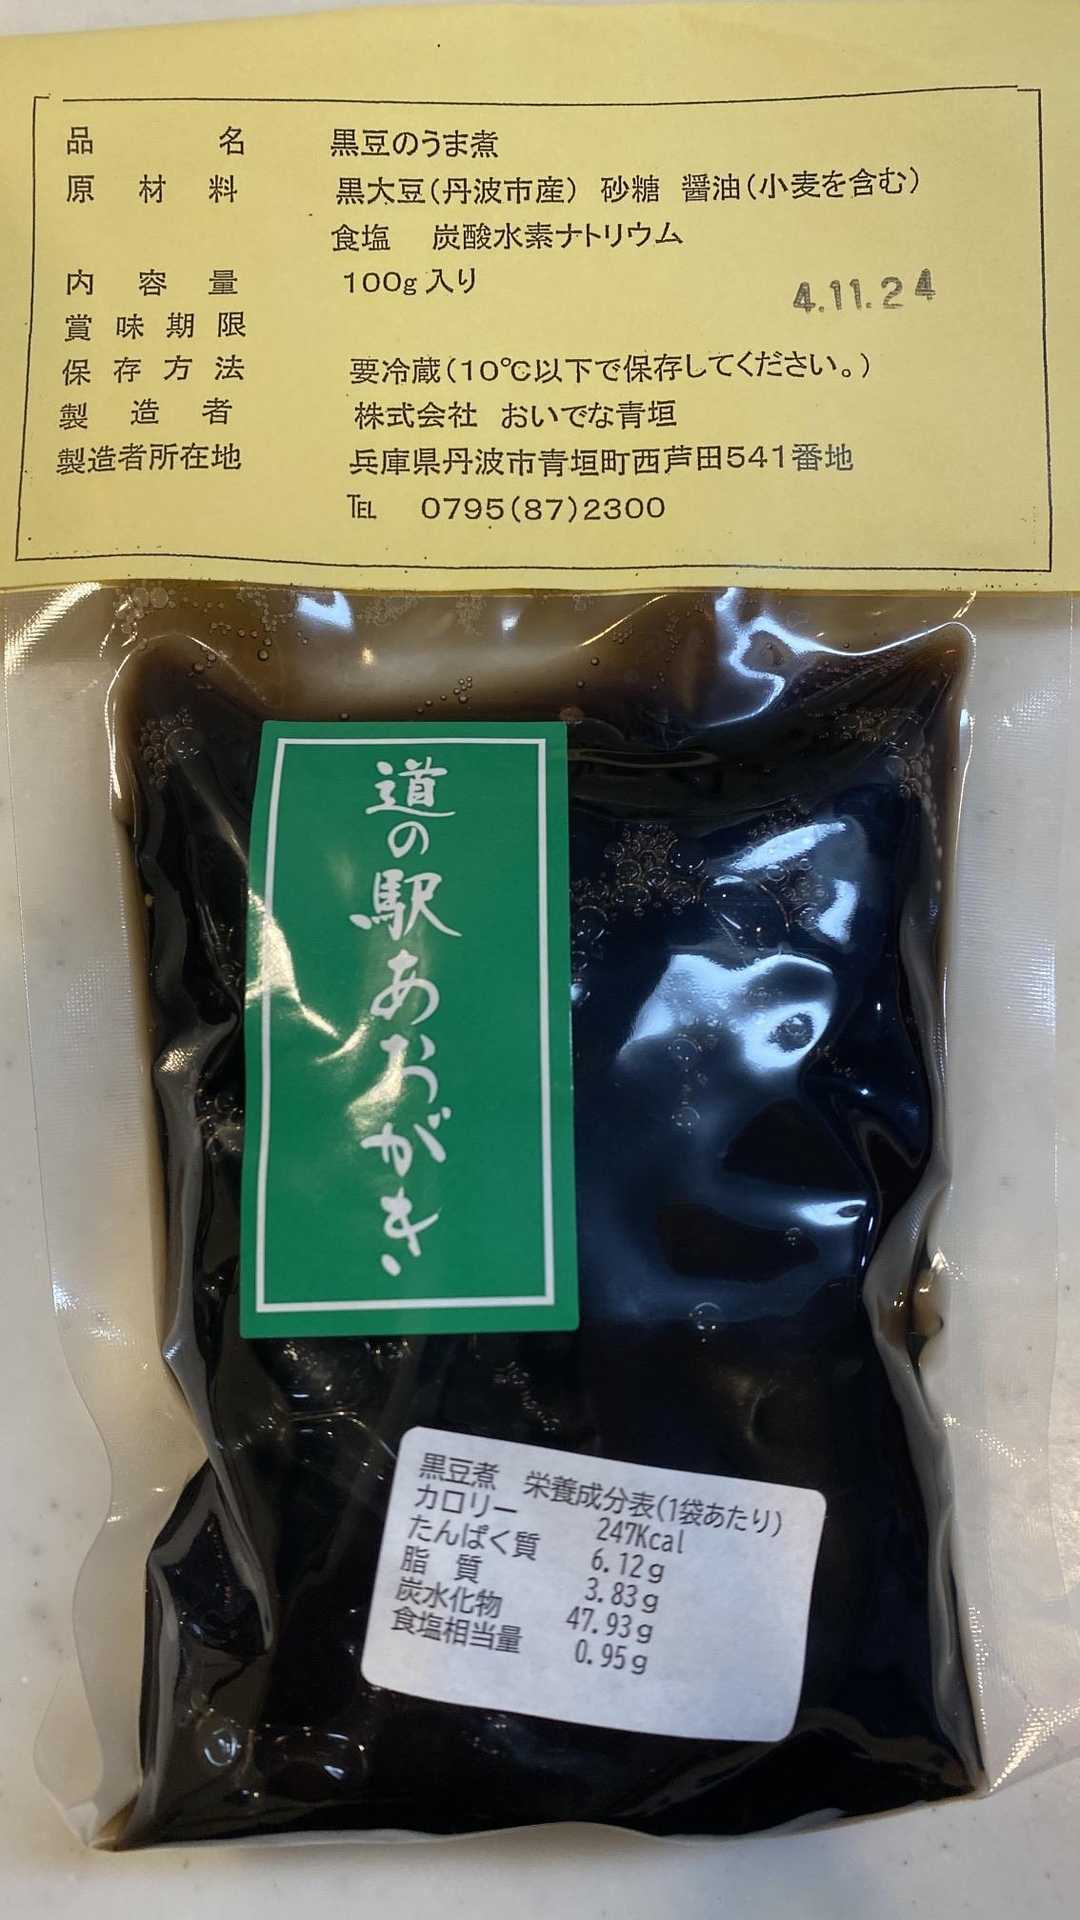 品名 黒豆のうま煮
原材料 黒大豆(丹波市産) 砂糖 醤油(小麦を含む)
食塩 炭酸水素ナトリウム
内容量 100g入り
4.11.24
賞味期限
保存方法 要冷蔵(10℃以下で保存してください。)
製造者 株式会社 おいでな青垣
製造者所在地 兵庫県丹波市青垣町西芦田541番地
℡ 0795(87)2300
道の駅あおがき
黒豆煮 栄養成分表(1袋あたり)
カロリー 247Kcal
たんぱく質 6.12g
脂質 3.83g
炭水化物 47.93g
食塩相当量 0.95g